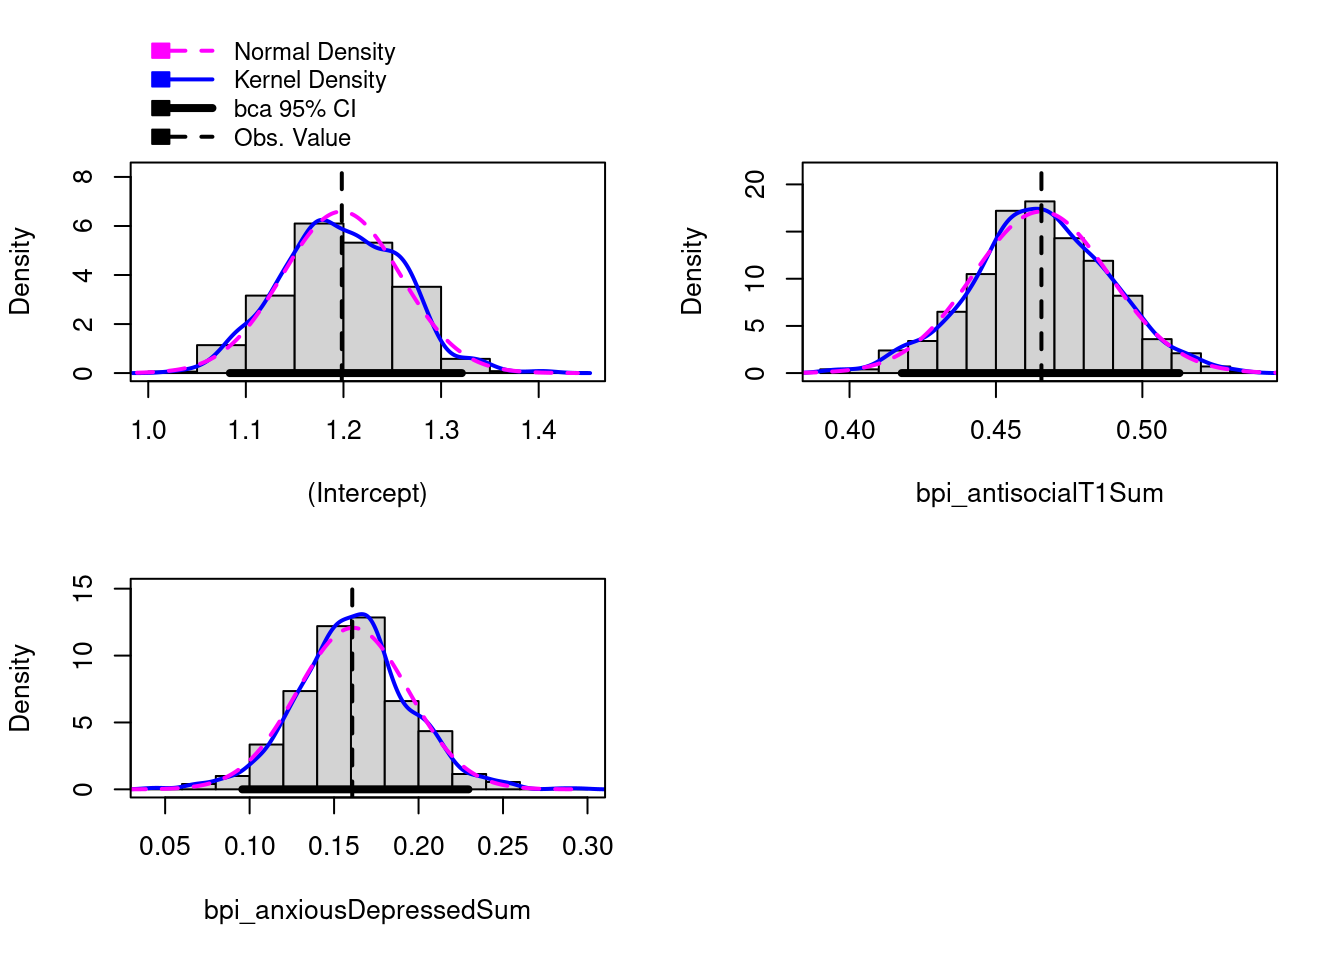 Normal Density
Kernel Density
bca 95% CI
Obs. Value
Density
0 2 4 6 8
1.0 1.1 1.2 1.3 1.4
(Intercept)
Density
0 5 10 20
0.40 0.45 0.50
bpi_antisocialT1Sum
Density
0 5 10 15
0.05 0.10 0.15 0.20 0.25 0.30
bpi_anxiousDepressedSum